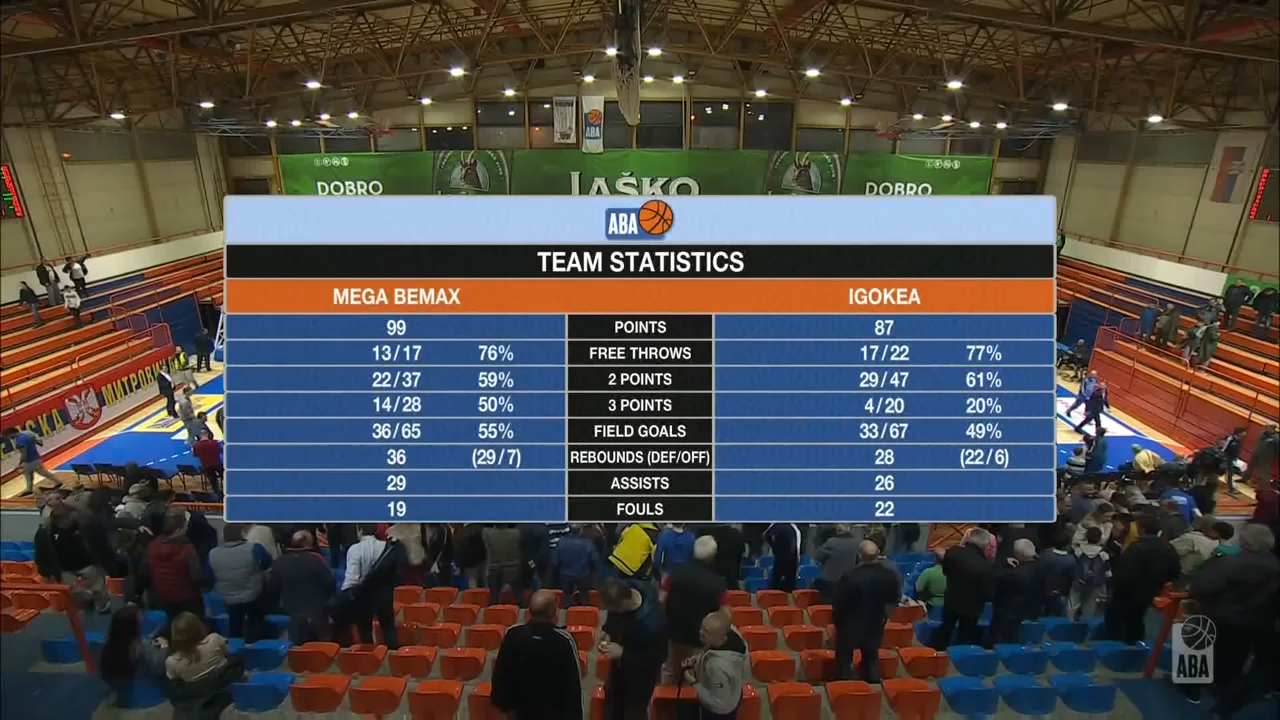 ABA
DOBRO
LAŠKO
DOBRO
ABA
TEAM STATISTICS
MEGA BEMAX IGOKEA
99 POINTS 87
13/17 76% FREE THROWS 17/22 77%
22/37 59% 2 POINTS 29/47 61%
14/28 50% 3 POINTS 4/20 20%
36/65 55% FIELD GOALS 33/67 49%
36 (29/7) REBOUNDS (DEF/OFF) 28 (22/6)
29 ASSISTS 26
19 FOULS 22
МИТРОВИ
СКА
ABA